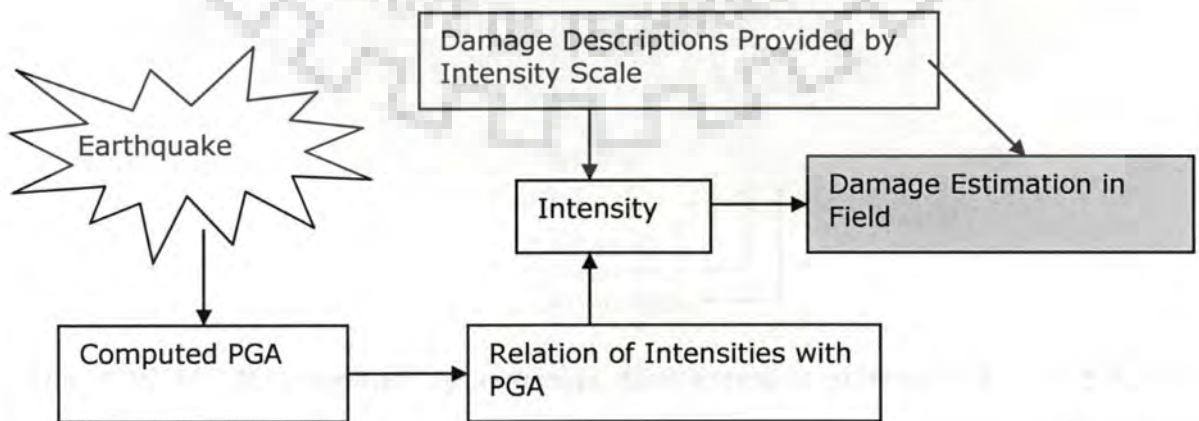 Damage Descriptions Provided by
Intensity Scale
Earthquake
Intensity
Damage Estimation in
Field
Computed PGA
Relation of Intensities with
PGA